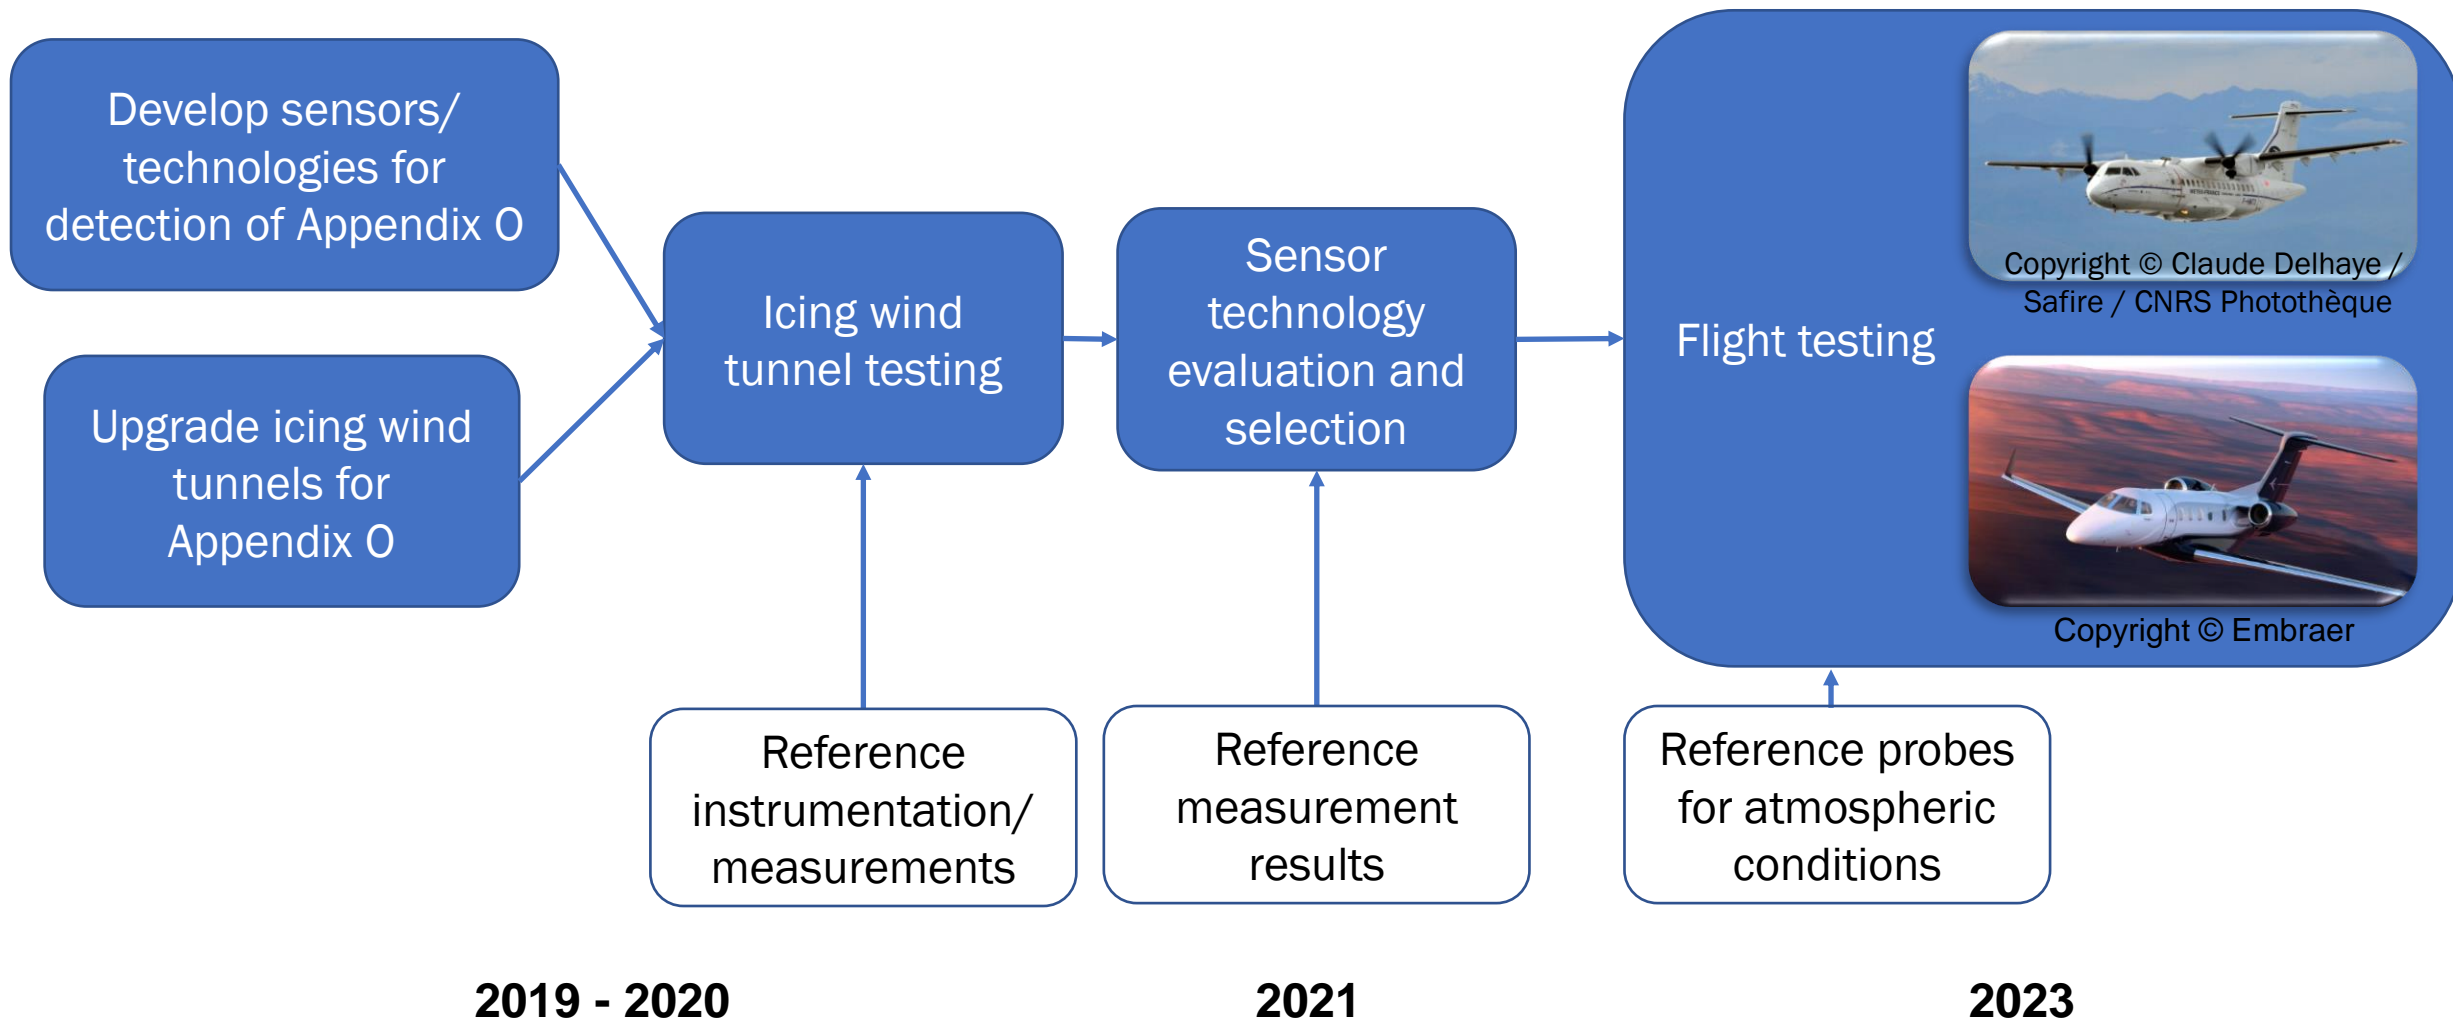 Develop sensors/
technologies for
detection of Appendix O
Upgrade icing wind
tunnels for
Appendix O
Icing wind
tunnel testing
Sensor
technology
evaluation and
selection
Flight testing
Copyright © Claude Delhaye /
Safire / CNRS Photothèque
Copyright © Embraer
Reference
instrumentation/
measurements
Reference
measurement
results
Reference probes
for atmospheric
conditions
2019 - 2020
2021
2023